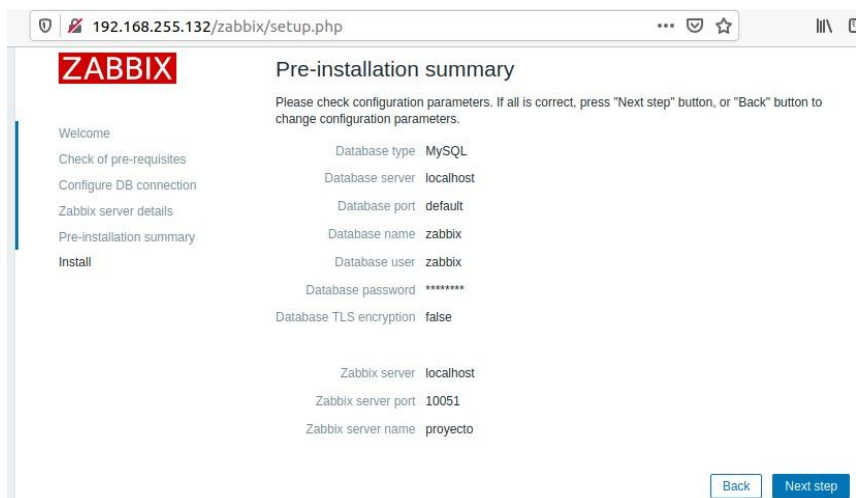 192.168.255.132/zabbix/setup.php
ZABBIX
Welcome
Check of pre-requisites
Configure DB connection
Zabbix server details
Pre-installation summary
Install
Pre-installation summary
Please check configuration parameters. If all is correct, press "Next step" button, or "Back" button to
change configuration parameters.
Database type MySQL
Database server localhost
Database port default
Database name zabbix
Database user zabbix
Database password ********
Database TLS encryption false
Zabbix server localhost
Zabbix server port 10051
Zabbix server name proyecto
Back Next step